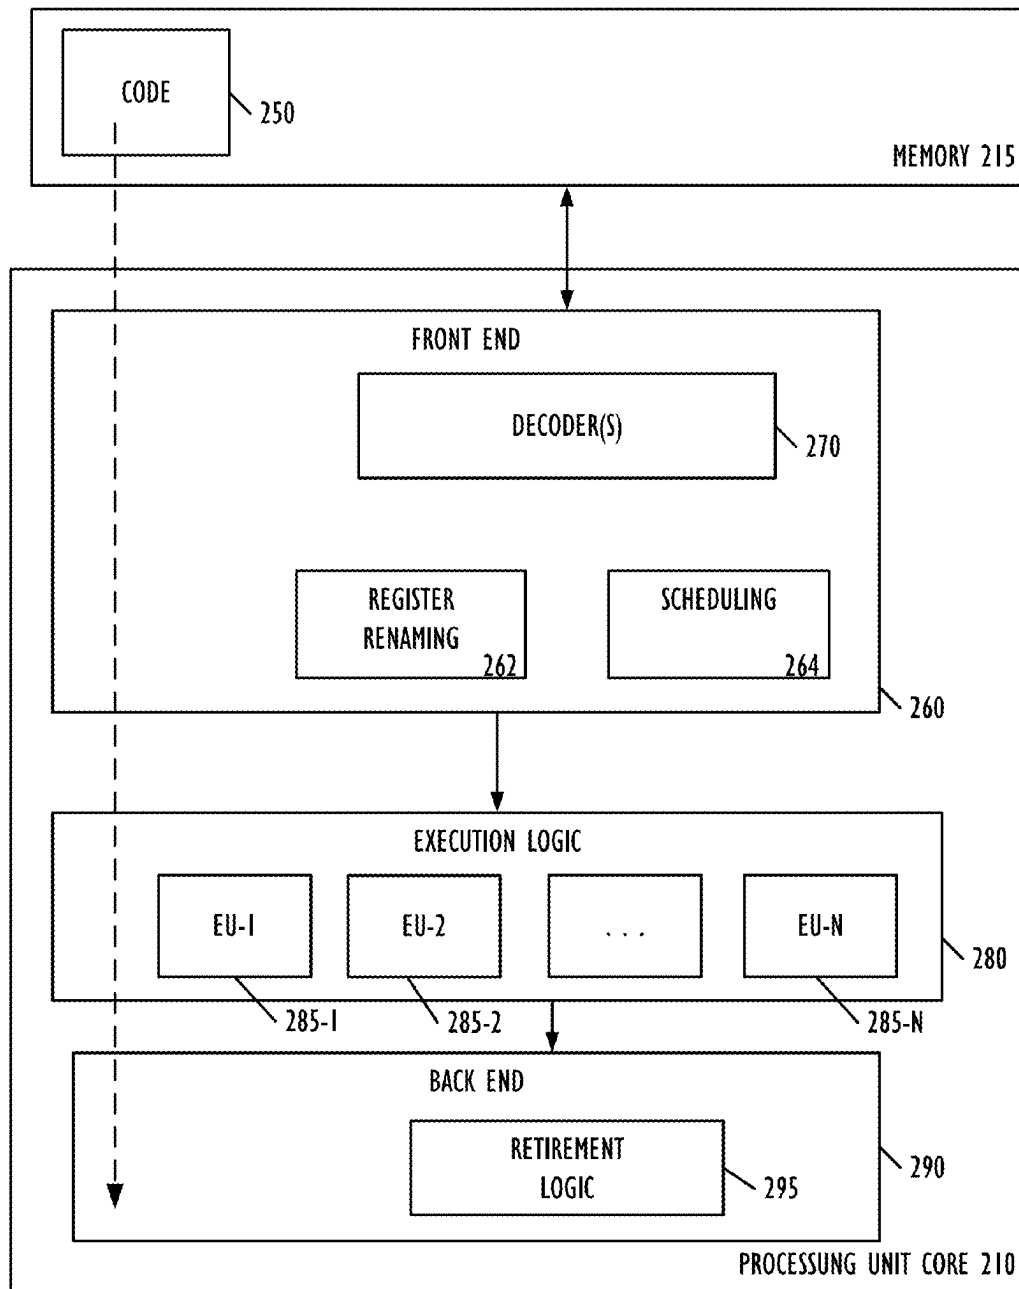 CODE
250
MEMORY 215
FRONT END
DECODER(S)
270
REGISTER
RENAMING
262
SCHEDULING
264
260
EXECUTION LOGIC
EU-1
EU-2
. . .
EU-N
280
285-1
285-2
285-N
BACK END
RETIREMENT
LOGIC
295
290
PROCESSUNG UNIT CORE 210